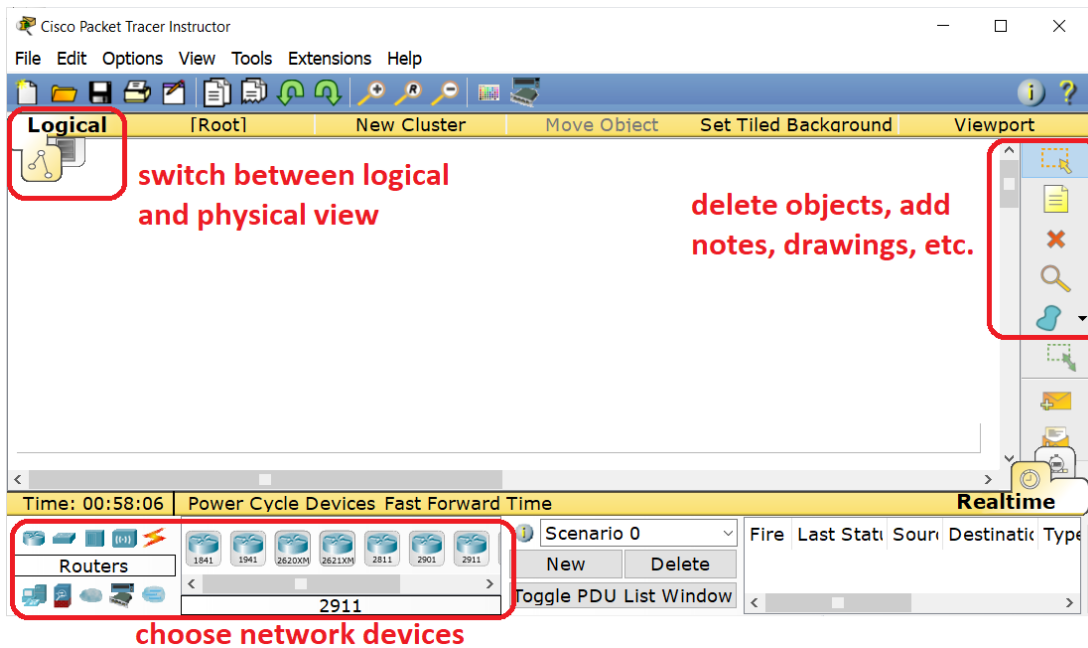 Cisco Packet Tracer Instructor
File Edit Options View Tools Extensions Help
Logical [Root] New Cluster Move Object Set Tiled Background Viewport
switch between logical
and physical view
delete objects, add
notes, drawings, etc.
Time: 00:58:06 Power Cycle Devices Fast Forward Time Realtime
Routers
1841 1941 2620XM 2621XM 2811 2901 2911
2911
Scenario 0
New Delete
Toggle PDU List Window
Fire Last Statu Sourc Destinatic Type
choose network devices